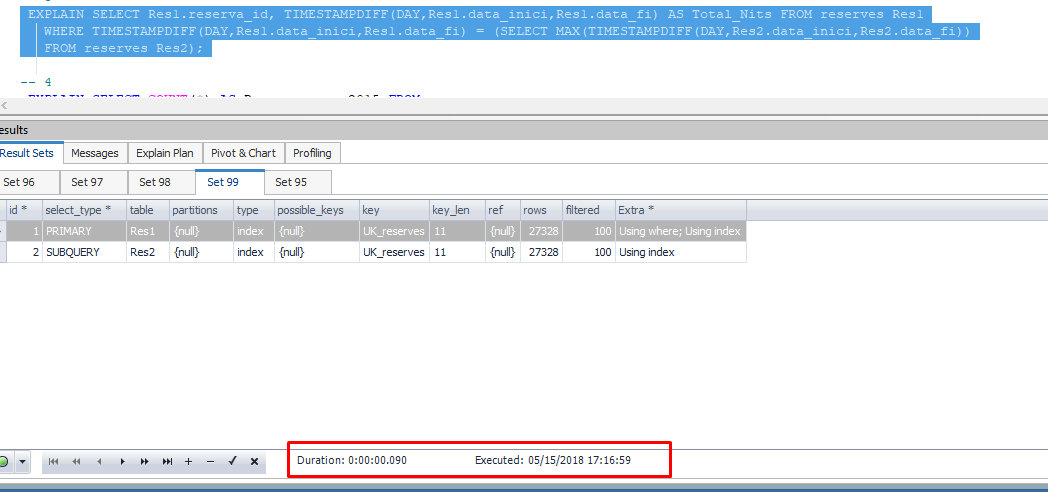 EXPLAIN SELECT Res1.reserva_id, TIMESTAMPDIFF(DAY,Res1.data_inici,Res1.data_fi) AS Total_Nits FROM reserves Res1
WHERE TIMESTAMPDIFF(DAY,Res1.data_inici,Res1.data_fi) = (SELECT MAX(TIMESTAMPDIFF(DAY,Res2.data_inici,Res2.data_fi))
FROM reserves Res2);
-- 4
EXPLAIN SELECT COUNT(*) AS
esults
Result Sets Messages Explain Plan Pivot & Chart Profiling
Set 96 Set 97 Set 98 Set 99 Set 95
id * select_type * table partitions type possible_keys key key_len ref rows filtered Extra *
1 PRIMARY Res1 {null} index {null} UK_reserves 11 {null} 27328 100 Using where; Using index
2 SUBQUERY Res2 {null} index {null} UK_reserves 11 {null} 27328 100 Using index
Duration: 0:00:00.090 Executed: 05/15/2018 17:16:59